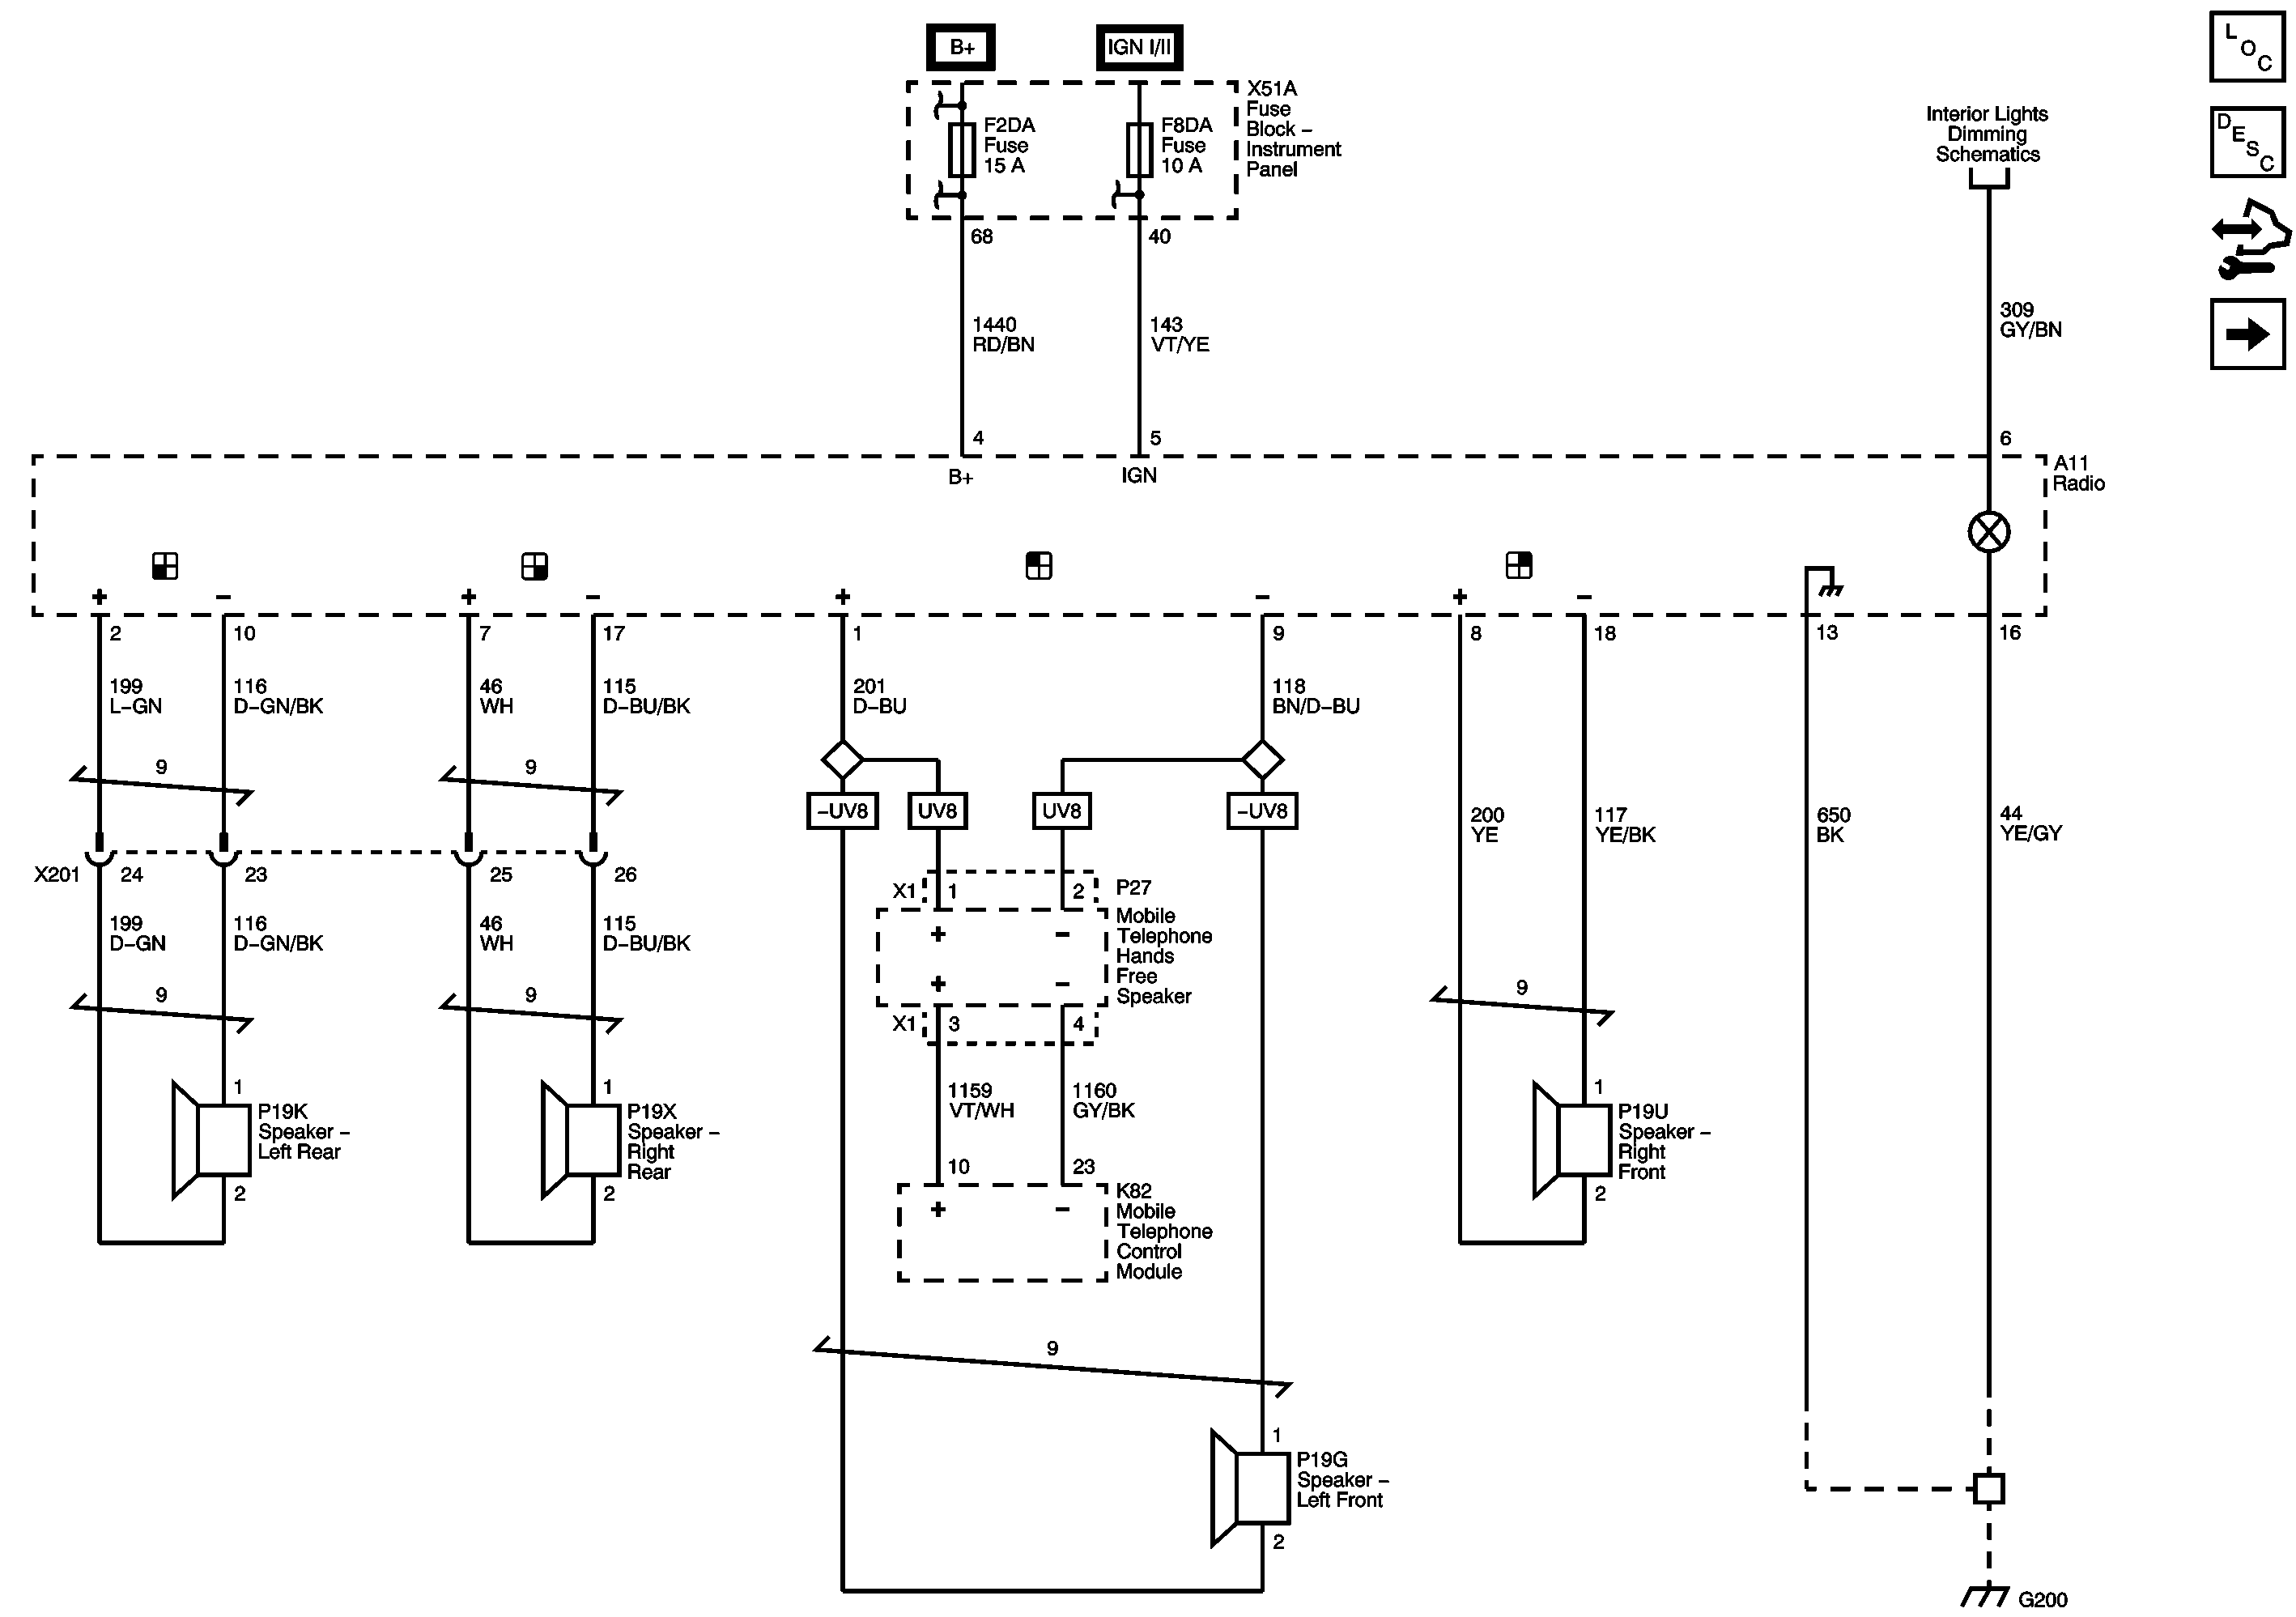 B+
IGN I/II
L
O
C
X51A
Fuse
Block –
Instrument
Panel
F2DA
Fuse
15 A
F8DA
Fuse
10 A
Interior Lights
Dimming
Schematics
D
E
S
C
68
40
1440
RD/BN
143
VT/YE
309
GY/BN
4
5
6
B+
IGN
A11
Radio
+
–
+
–
+
–
+
–
2
10
7
17
1
9
8
18
13
16
199
L–GN
116
D–GN/BK
46
WH
115
D–BU/BK
201
D–BU
118
BN/D–BU
9
9
–UV8
UV8
UV8
–UV8
200
YE
117
YE/BK
650
BK
44
YE/GY
X201
24
23
25
26
X1
1
2
P27
Mobile
Telephone
Hands
Free
Speaker
+
–
+
–
199
D–GN
116
D–GN/BK
46
WH
115
D–BU/BK
9
9
9
X1
3
4
1159
VT/WH
1160
GY/BK
1
P19K
Speaker –
Left Rear
2
1
P19X
Speaker –
Right
Rear
2
1
P19U
Speaker –
Right
Front
2
10
23
+
–
K82
Mobile
Telephone
Control
Module
9
1
P19G
Speaker –
Left Front
2
G200